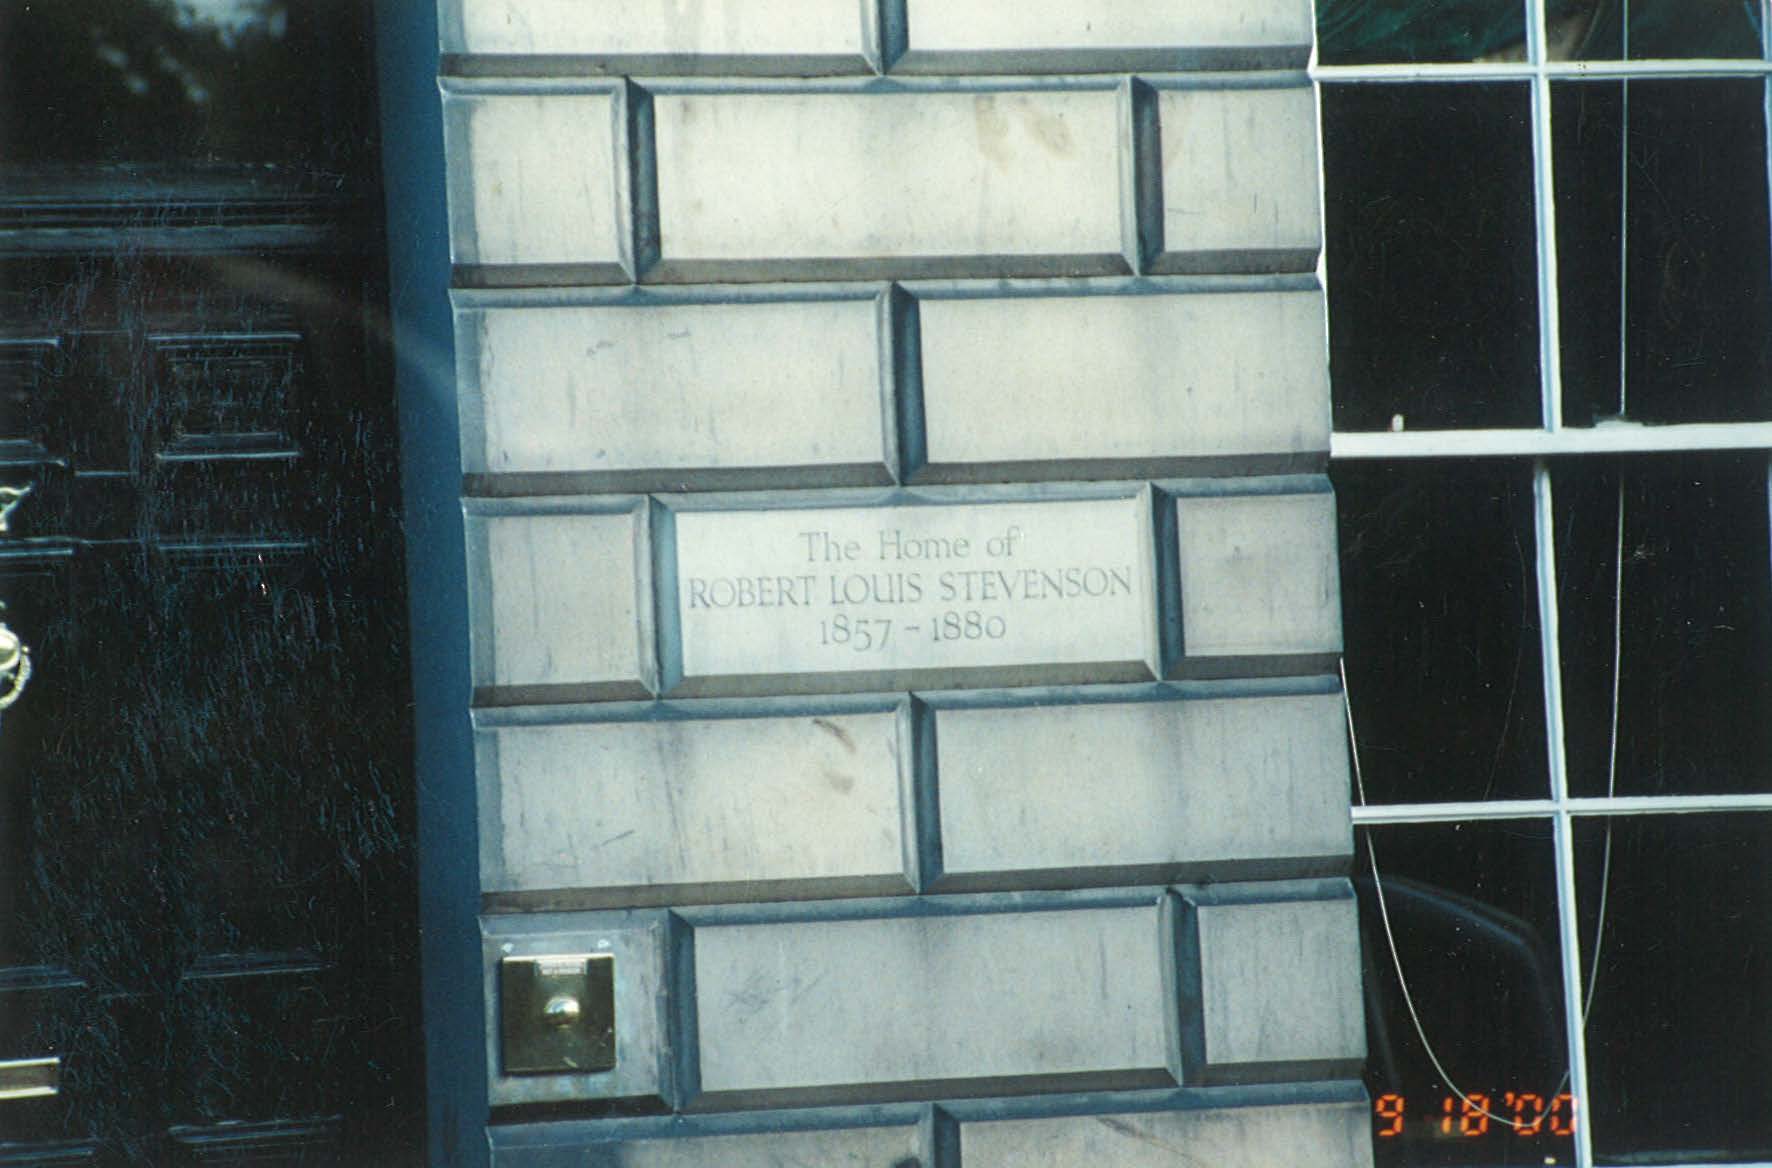 The Home of
ROBERT LOUIS STEVENSON
1857 - 1880
9 18 '00